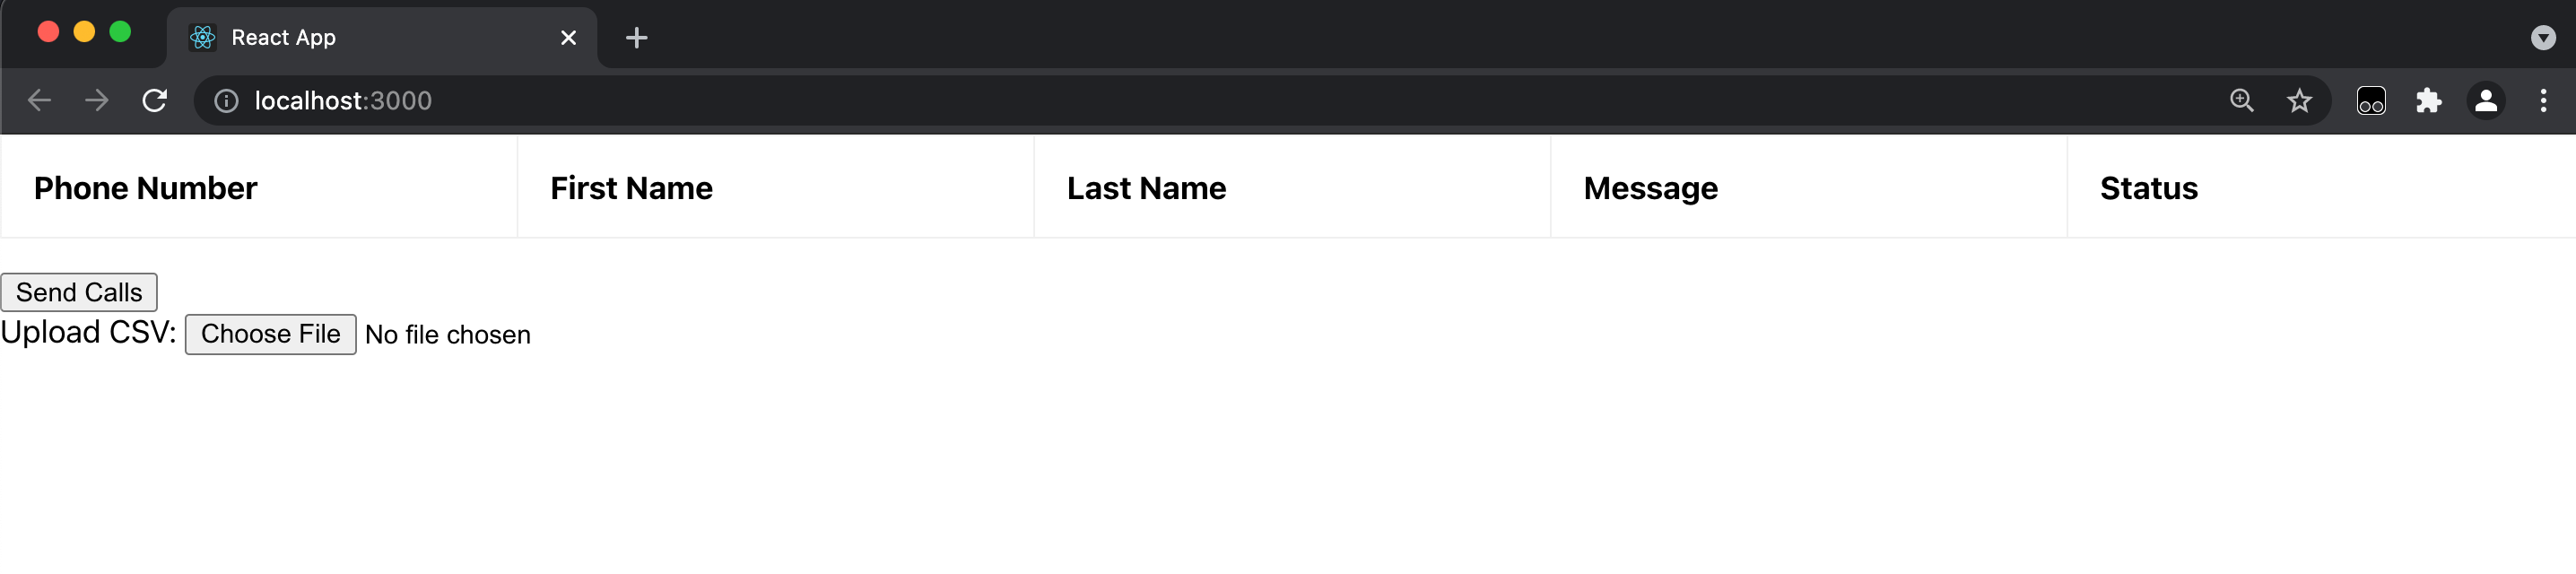 React App
localhost:3000
Phone Number First Name Last Name Message Status
Send Calls
Upload CSV: Choose File No file chosen